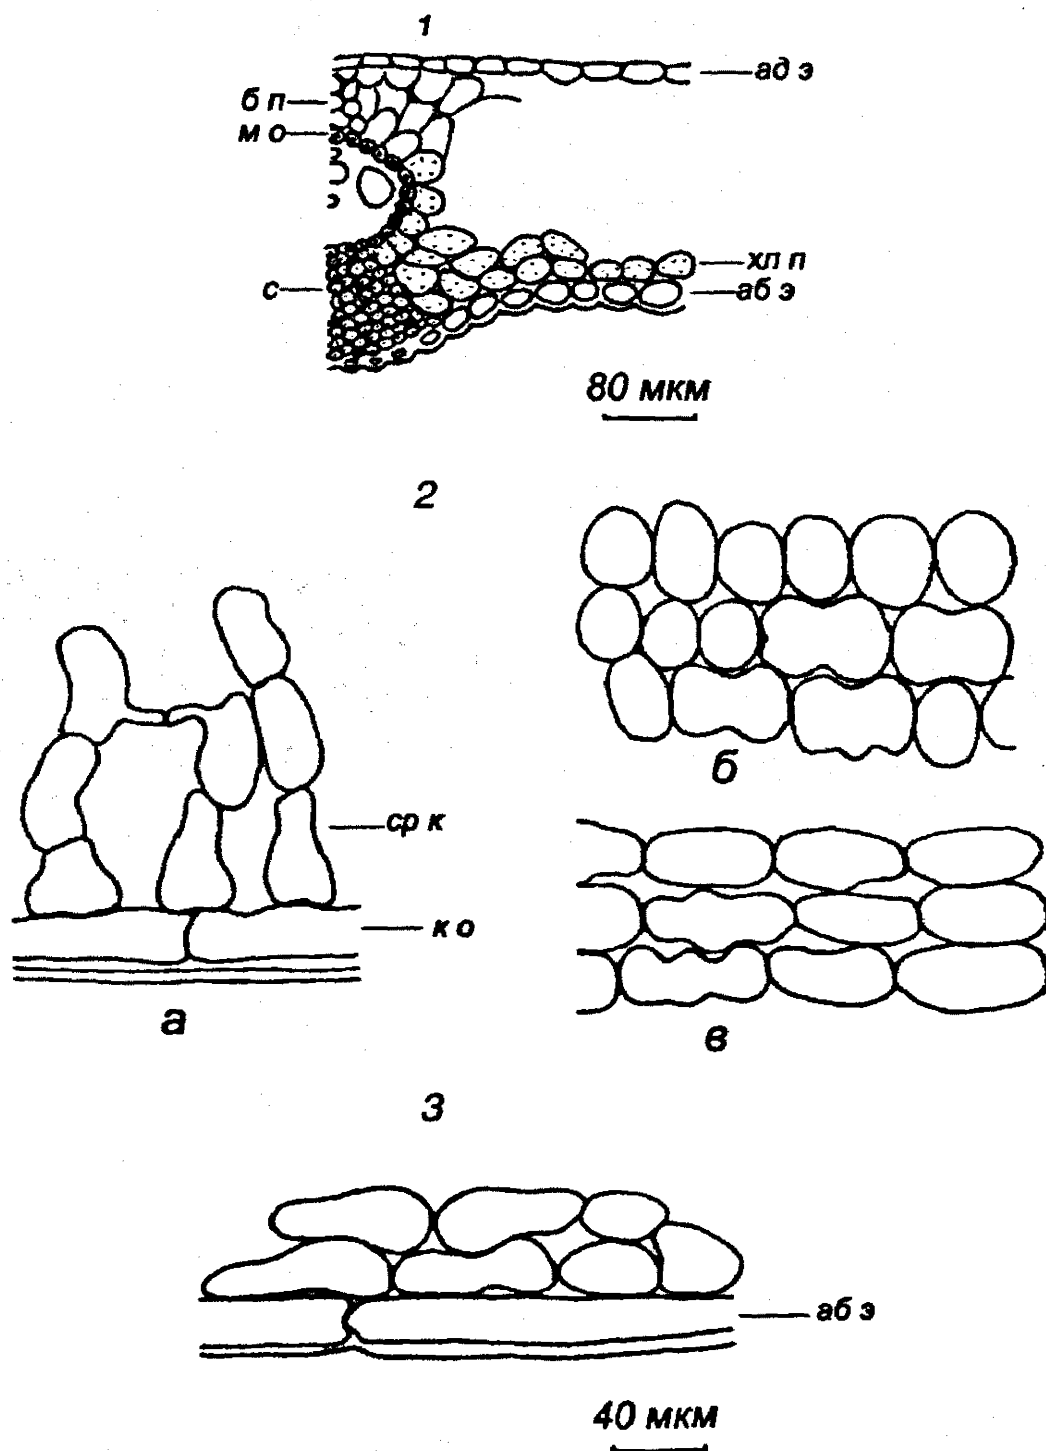 1
ад э
б п
м о
хл п
с
аб э
80 мкм
2
б
ср к
к о
а
в
3
аб э
40 мкм